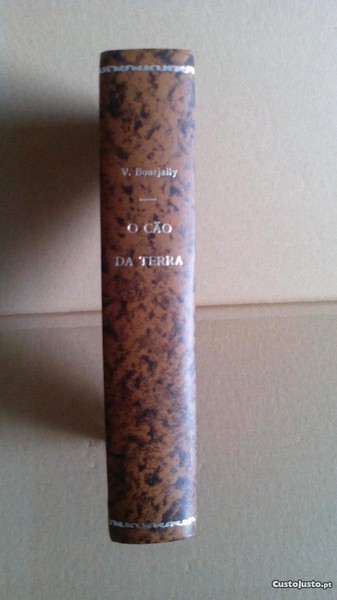 V. Bourjaily
O CÃO
DA TERRA
CustoJusto.pt